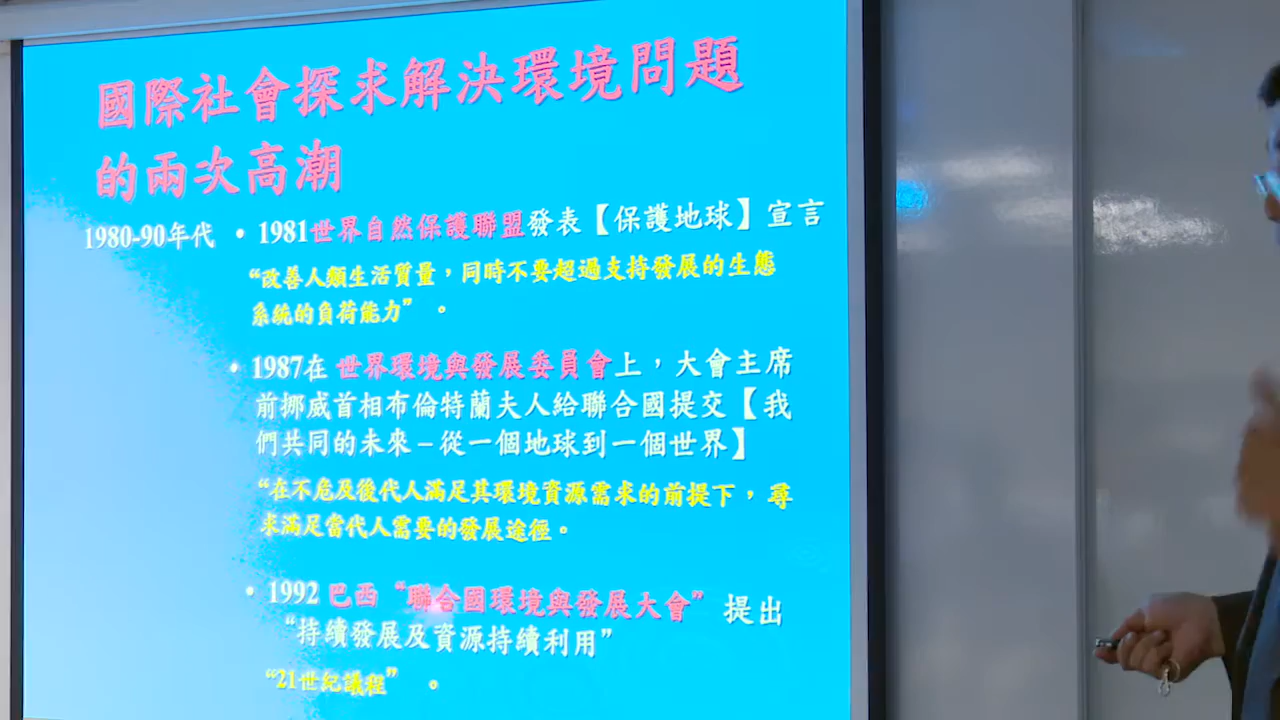 國際社會探求解決環境問題
的兩次高潮
1980-90年代 • 1981世界自然保護聯盟發表【保護地球】宣言
“改善人類生活質量，同時不要超過支持發展的生態
系統的負荷能力” 。
• 1987在 世界環境與發展委員會上，大會主席
前挪威首相布倫特蘭夫人給聯合國提交【我
們共同的未來－從一個地球到一個世界】
“在不危及後代人滿足其環境資源需求的前提下，尋
求滿足當代人需要的發展途徑。
• 1992 巴西“聯合國環境與發展大會” 提出
“持續發展及資源持續利用”
“21世紀議程” 。